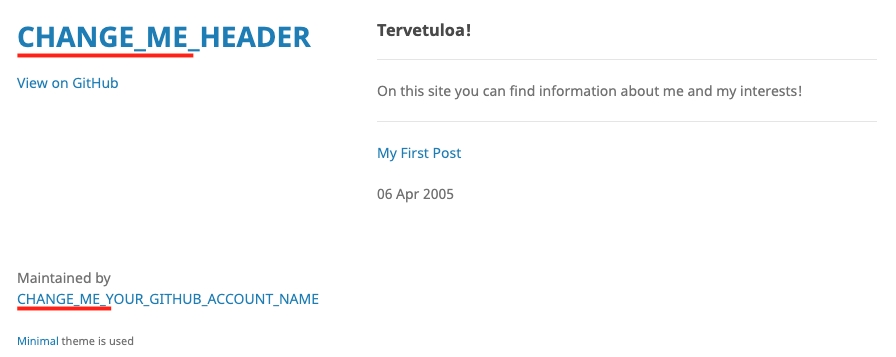 CHANGE_ME_HEADER
View on GitHub
Tervetuloa!
On this site you can find information about me and my interests!
My First Post
06 Apr 2005
Maintained by
CHANGE_ME_YOUR_GITHUB_ACCOUNT_NAME
Minimal theme is used